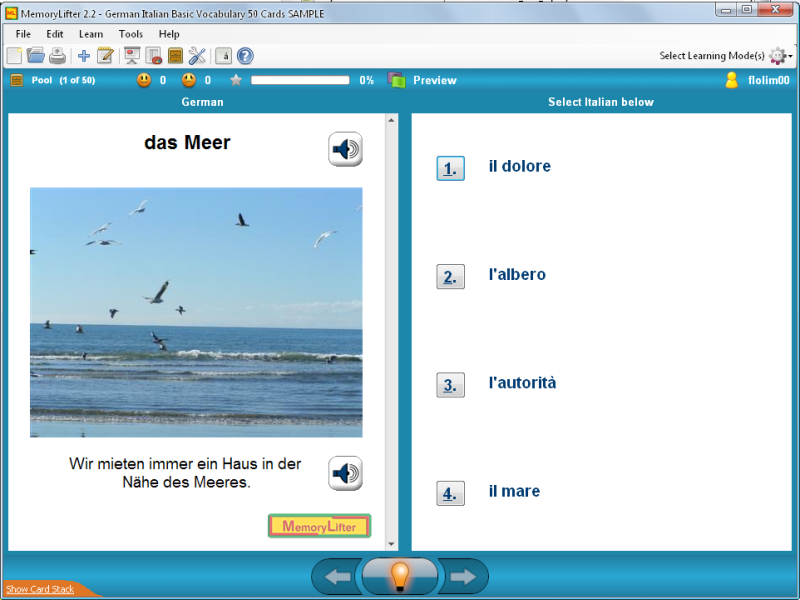 MemoryLifter 2.2 - German Italian Basic Vocabulary 50 Cards SAMPLE
File Edit Learn Tools Help
Select Learning Mode(s)
Pool (1 of 50) 0 0 0% Preview flolim00
German
Select Italian below
das Meer
Wir mieten immer ein Haus in der
Nähe des Meeres.
MemoryLifter
1. il dolore
2. l'albero
3. l'autorità
4. il mare
Show Card Stack